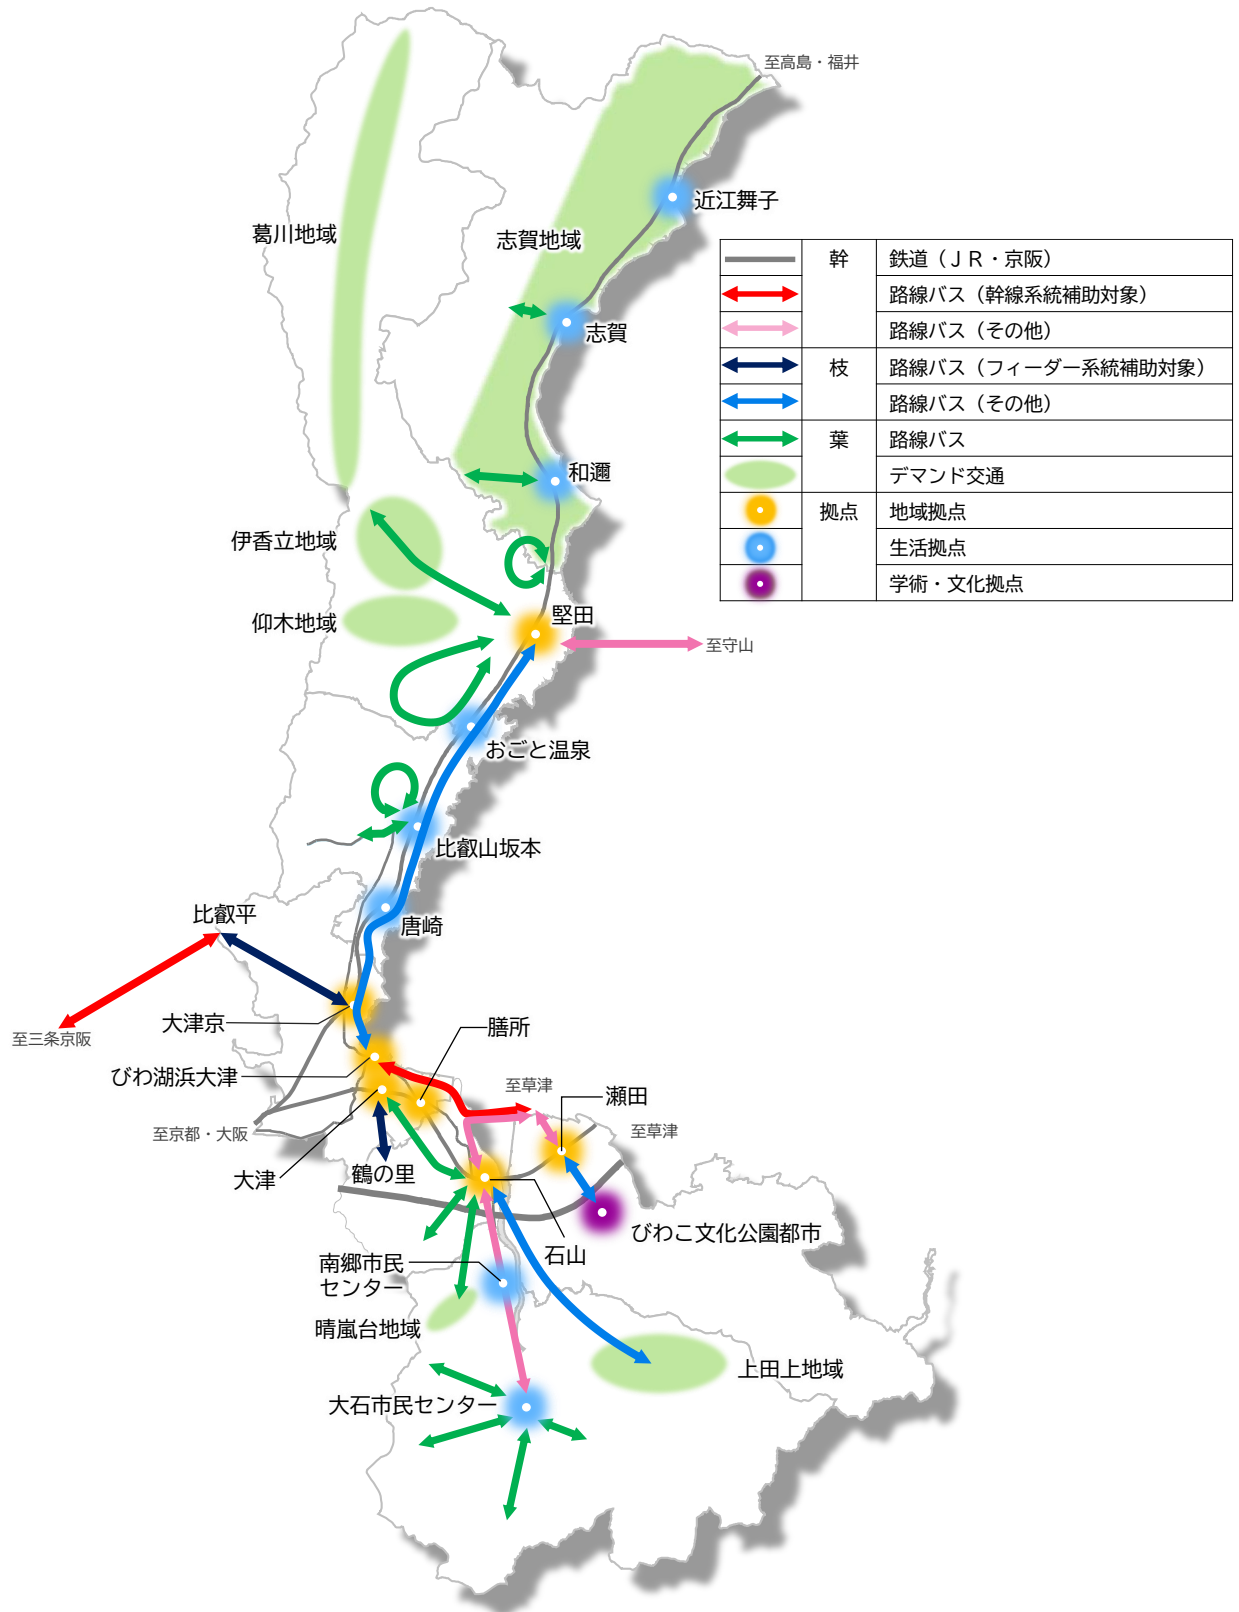 至高島・福井
近江舞子
葛川地域
志賀地域
幹
鉄道（ＪＲ・京阪）
路線バス（幹線系統補助対象）
路線バス（その他）
枝
路線バス（フィーダー系統補助対象）
路線バス（その他）
葉
路線バス
デマンド交通
拠点
地域拠点
生活拠点
学術・文化拠点
志賀
和邇
伊香立地域
仰木地域
堅田
至守山
おごと温泉
比叡山坂本
比叡平
唐崎
大津京
至三条京阪
膳所
びわ湖浜大津
至草津
瀬田
至京都・大阪
至草津
大津
鶴の里
びわこ文化公園都市
石山
南郷市民
センター
晴嵐台地域
上田上地域
大石市民センター